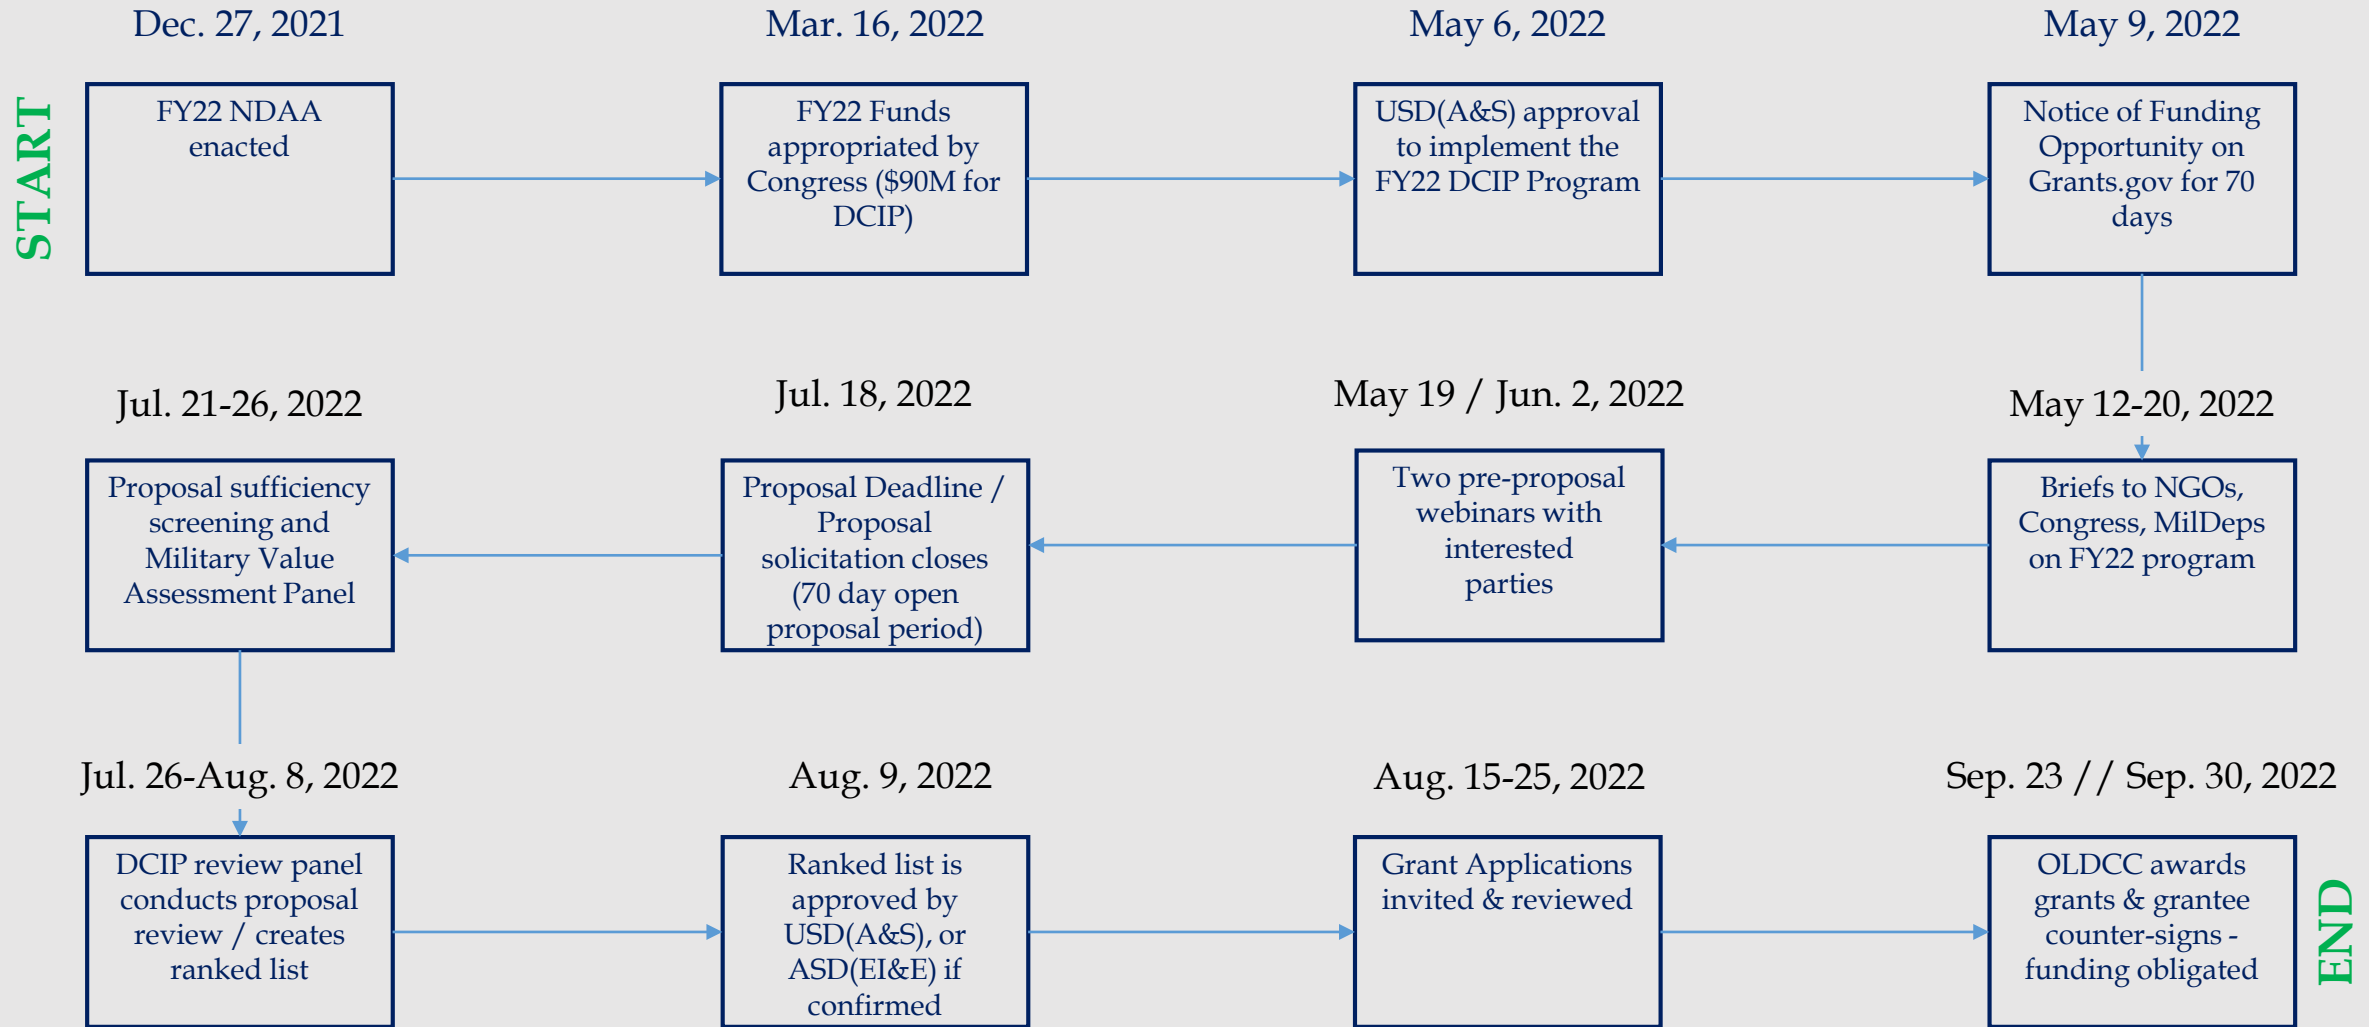 START
Dec. 27, 2021
FY22 NDAA
enacted
Mar. 16, 2022
FY22 Funds
appropriated by
Congress ($90M for
DCIP)
May 6, 2022
USD(A&S) approval
to implement the
FY22 DCIP Program
May 9, 2022
Notice of Funding
Opportunity on
Grants.gov for 70
days
May 12-20, 2022
Briefs to NGOs,
Congress, MilDeps
on FY22 program
May 19 / Jun. 2, 2022
Two pre-proposal
webinars with
interested
parties
Jul. 18, 2022
Proposal Deadline /
Proposal
solicitation closes
(70 day open
proposal period)
Jul. 21-26, 2022
Proposal sufficiency
screening and
Military Value
Assessment Panel
Jul. 26-Aug. 8, 2022
DCIP review panel
conducts proposal
review / creates
ranked list
Aug. 9, 2022
Ranked list is
approved by
USD(A&S), or
ASD(EI&E) if
confirmed
Aug. 15-25, 2022
Grant Applications
invited & reviewed
Sep. 23 // Sep. 30, 2022
OLDCC awards
grants & grantee
counter-signs -
funding obligated
END